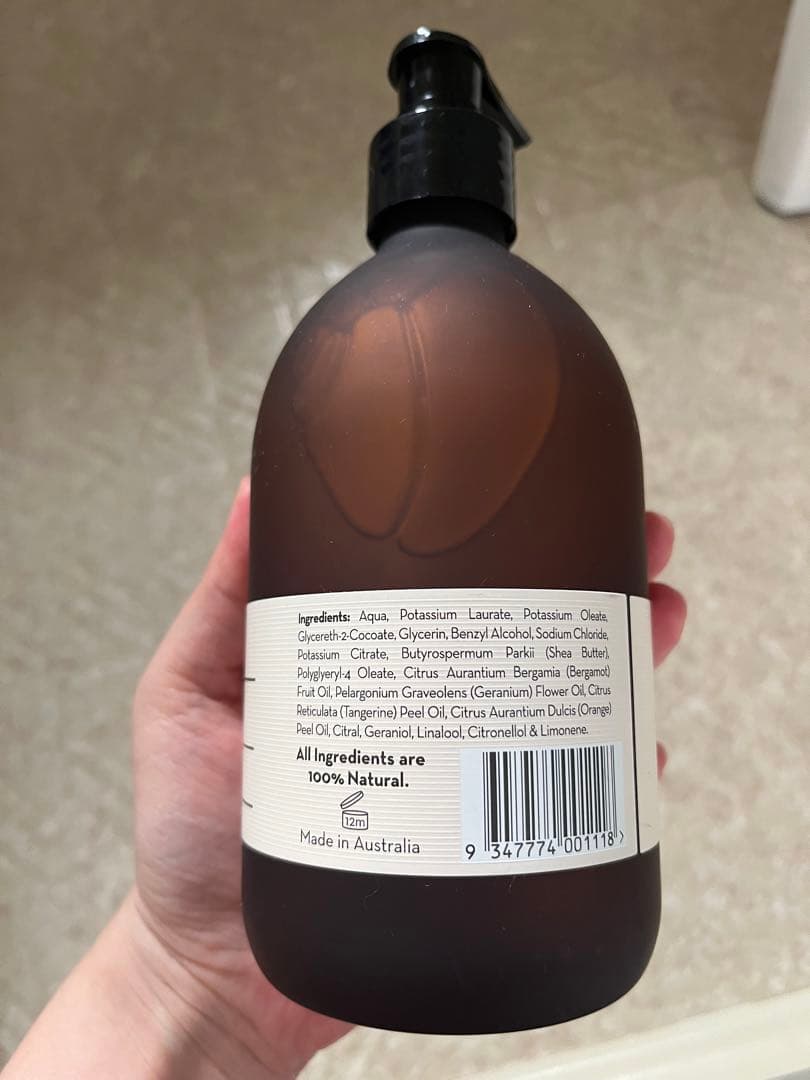 Ingredients: Aqua, Potassium Laurate, Potassium Oleate,
Glycereth-2-Cocoate, Glycerin, Benzyl Alcohol, Sodium Chloride,
Potassium Citrate, Butyrospermum Parkii (Shea Butter),
Polyglyceryl-4 Oleate, Citrus Aurantium Bergamia (Bergamot)
Fruit Oil, Pelargonium Graveolens (Geranium) Flower Oil, Citrus
Reticulata (Tangerine) Peel Oil, Citrus Aurantium Dulcis (Orange)
Peel Oil, Citral, Geraniol, Linalool, Citronellol & Limonene.
All Ingredients are
100% Natural.
12m
Made in Australia
9 347774 001118 >